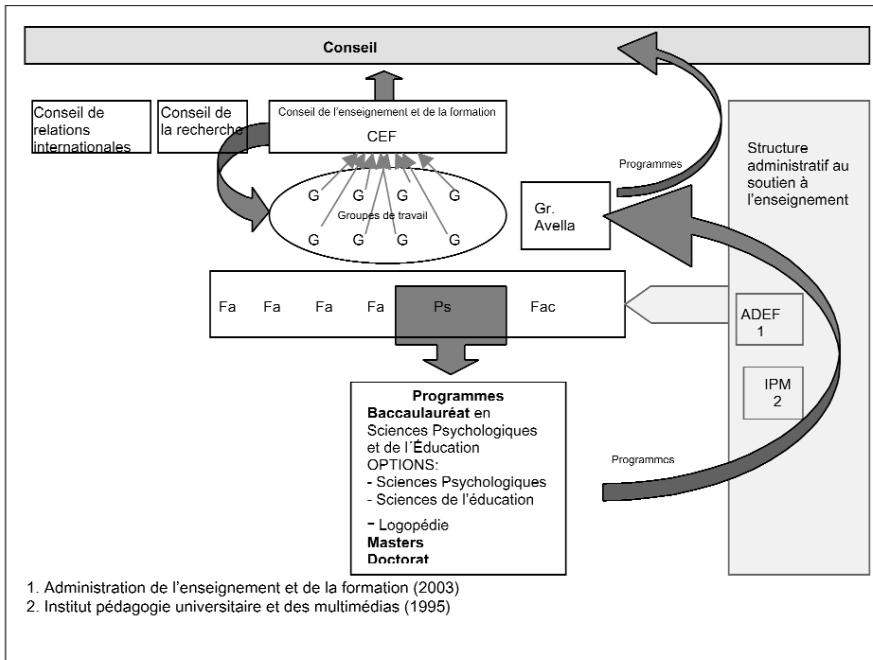 Conseil
Conseil de
relations
internationales
Conseil de
la recherche
Conseil de l'enseignement et de la formation
CEF
G G G G
Groupes de travail
G G G G
Programmes
Gr.
Avella
Structure
administratif au
soutien à
l'enseignement
Fa Fa Fa Fa Ps Fac
ADEF
1
IPM
2
Programmes
Programmes
Baccaulauréat en
Sciences Psychologiques
et de l´Éducation
OPTIONS:
- Sciences Psychologiques
- Sciences de l'éducation
- Logopédie
Masters
Doctorat
1. Administration de l'enseignement et de la formation (2003)
2. Institut pédagogie universitaire et des multimédias (1995)